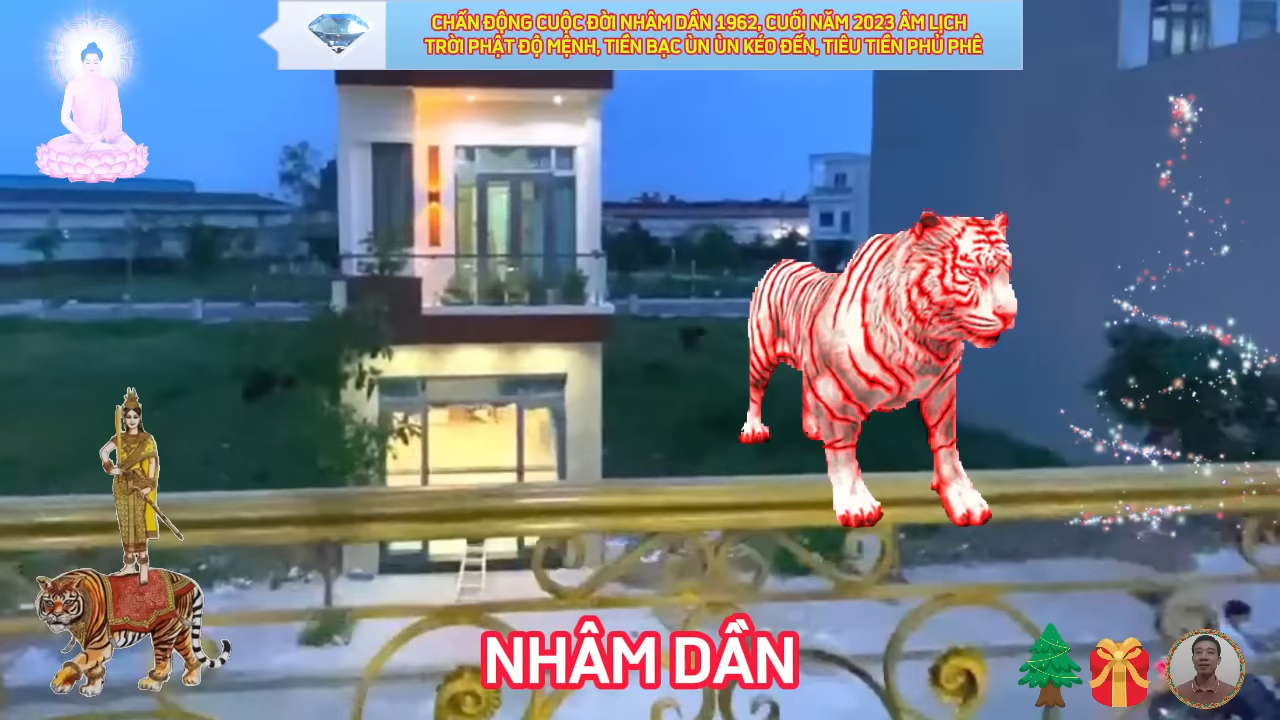 CHẤN ĐỘNG CUỘC ĐỜI NHÂM DẦN 1962, CUỐI NĂM 2023 ÂM LỊCH
TRỜI PHẬT ĐỘ MỆNH, TIỀN BẠC ÙN ÙN KÉO ĐẾN, TIÊU TIỀN PHỦ PHÊ
NHÂM DẦN